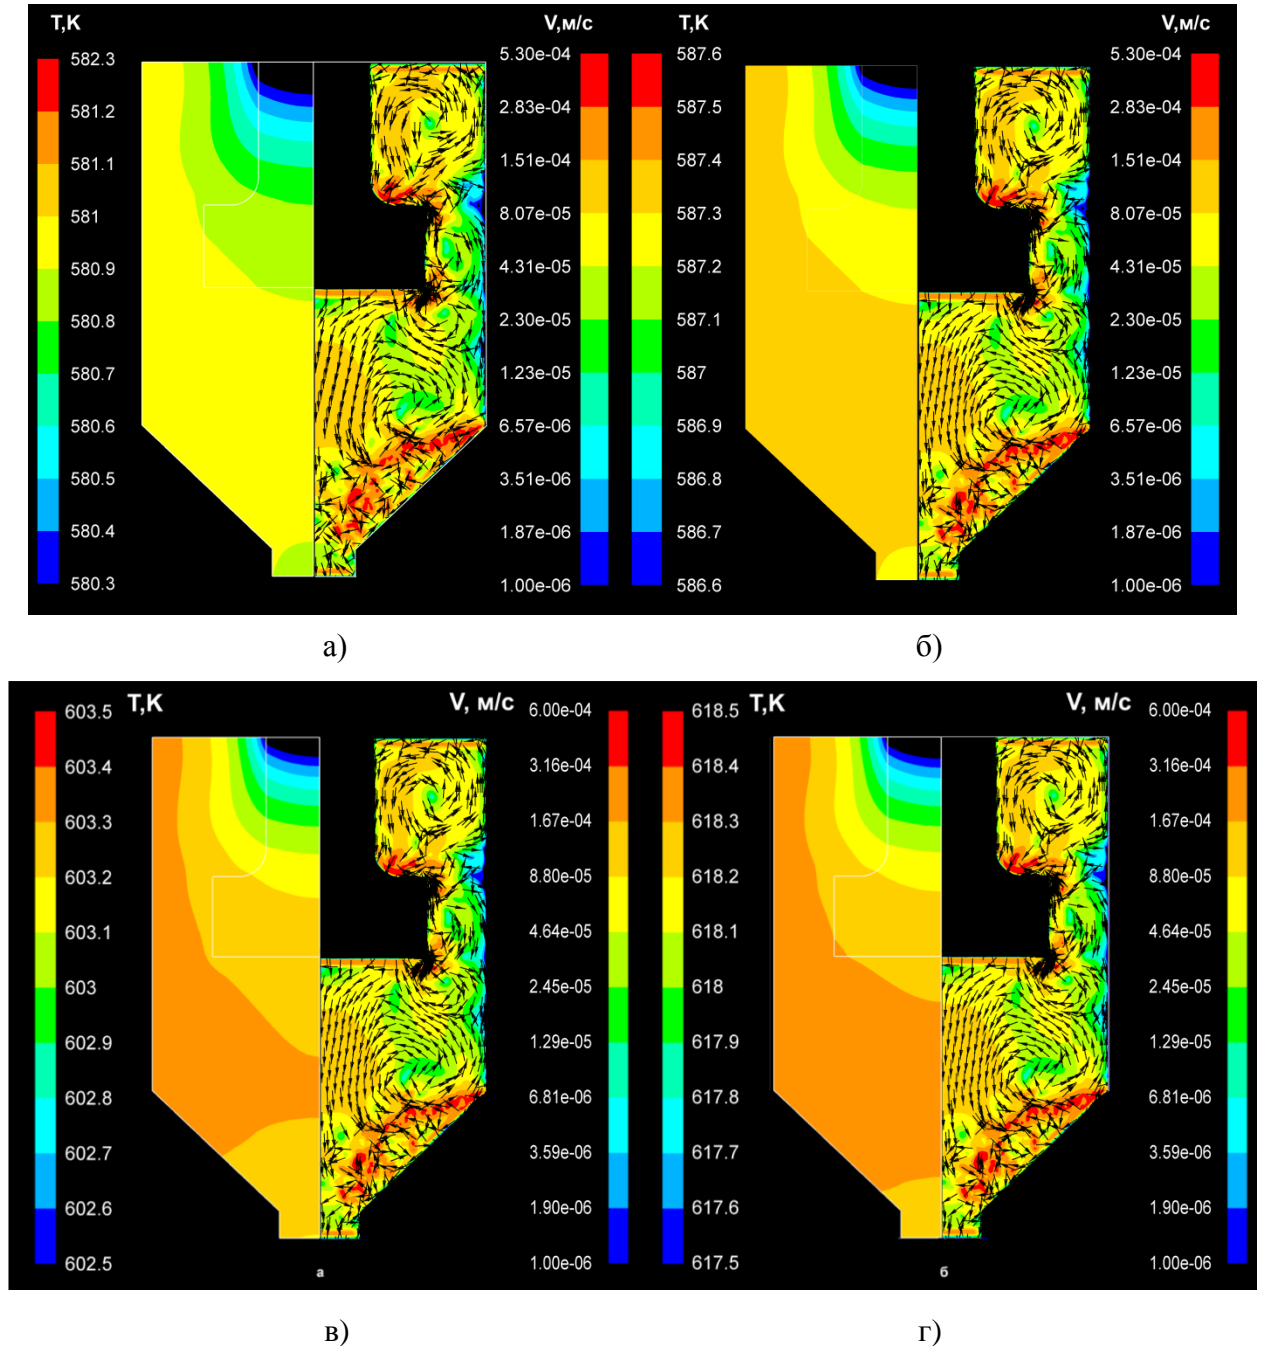 T,K
V,м/с
T,K
V,м/с
582.3
581.2
581.1
581
580.9
580.8
580.7
580.6
580.5
580.4
580.3
5.30e-04
2.83e-04
1.51e-04
8.07e-05
4.31e-05
2.30e-05
1.23e-05
6.57e-06
3.51e-06
1.87e-06
1.00e-06
587.6
587.5
587.4
587.3
587.2
587.1
587
586.9
586.8
586.7
586.6
5.30e-04
2.83e-04
1.51e-04
8.07e-05
4.31e-05
2.30e-05
1.23e-05
6.57e-06
3.51e-06
1.87e-06
1.00e-06
а)
б)
T,K
V, м/с
T,K
V, м/с
603.5
603.4
603.3
603.2
603.1
603
602.9
602.8
602.7
602.6
602.5
6.00e-04
3.16e-04
1.67e-04
8.80e-05
4.64e-05
2.45e-05
1.29e-05
6.81e-06
3.59e-06
1.90e-06
1.00e-06
618.5
618.4
618.3
618.2
618.1
618
617.9
617.8
617.7
617.6
617.5
6.00e-04
3.16e-04
1.67e-04
8.80e-05
4.64e-05
2.45e-05
1.29e-05
6.81e-06
3.59e-06
1.90e-06
1.00e-06
а
б
в)
г)